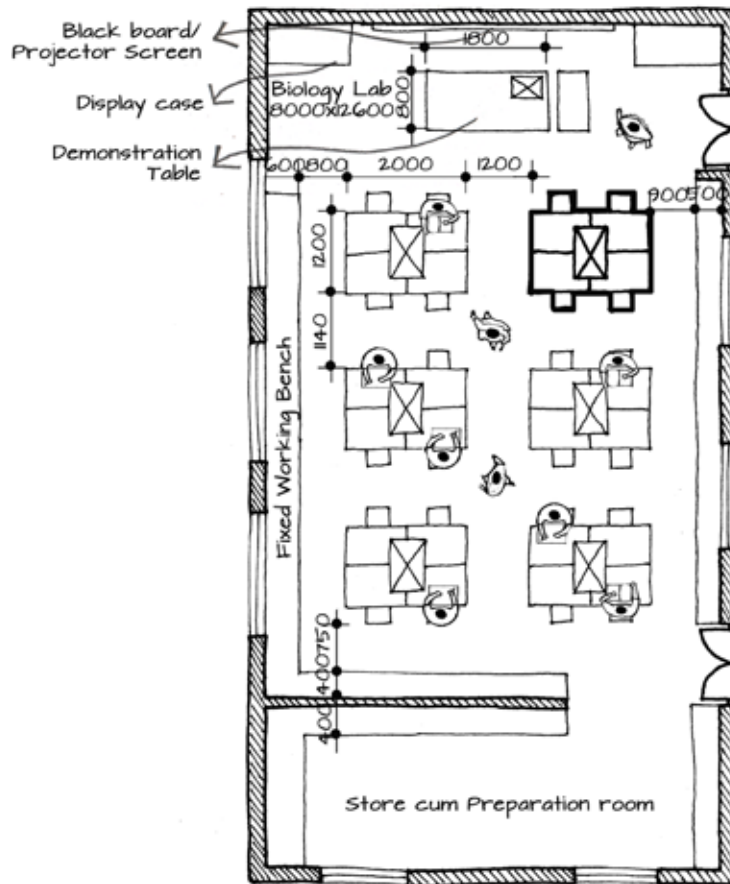 Black board/
Projector Screen
1800
Display case
Biology Lab
8000x12600
800
Demonstration
Table
600
800
2000
1200
900
500
1200
1140
Fixed Working Bench
750
400
400
Store cum Preparation room